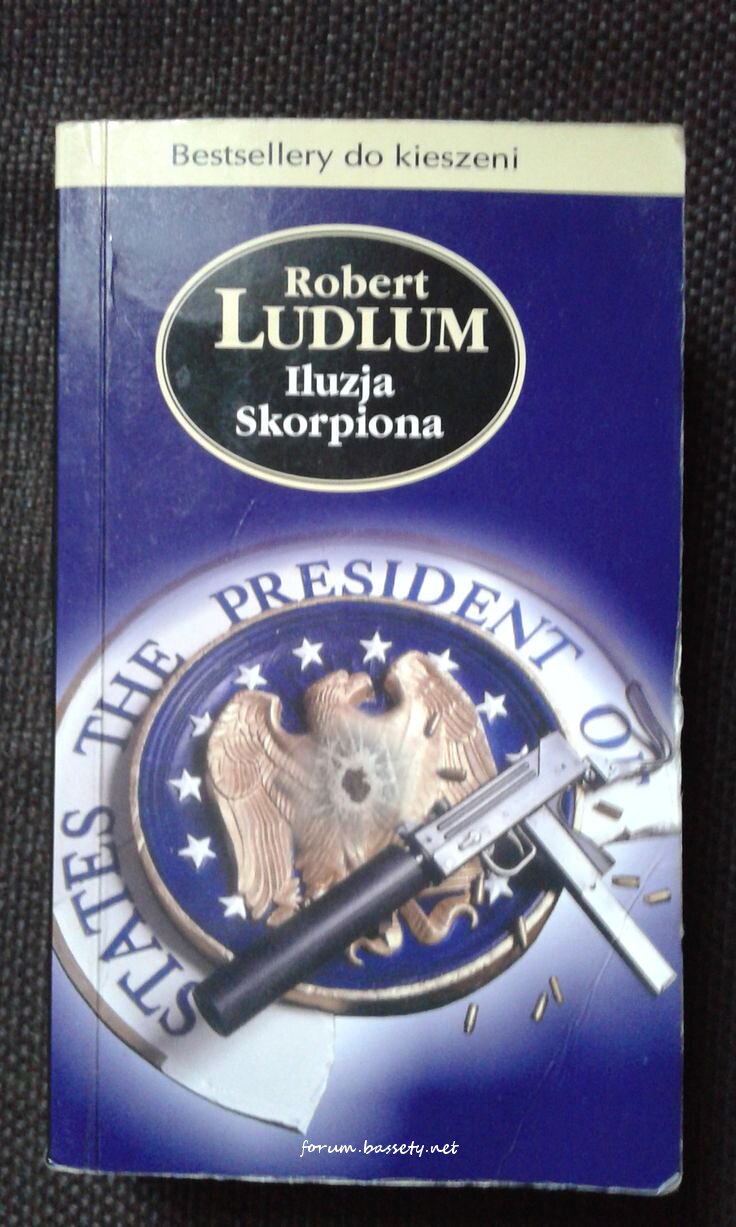 Bestsellery do kieszeni
Robert
LUDLUM
Iluzja
Skorpiona
STATES THE PRESIDENT OF
forum.bassety.net